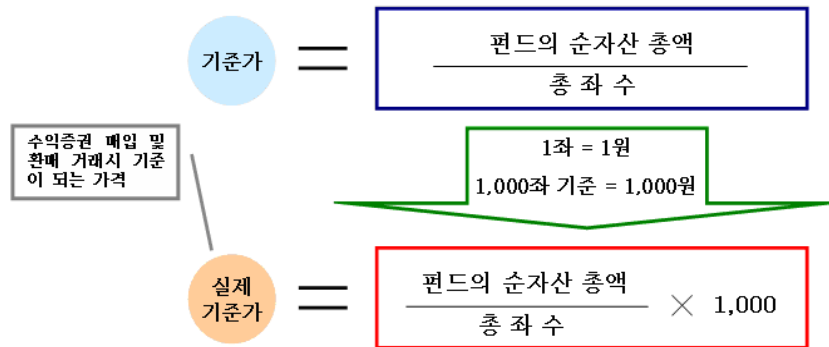 기준가
=
펀드의 순자산 총액
총 좌 수
수익증권 매입 및
환매 거래시 기준
이 되는 가격
1좌 = 1원
1,000좌 기준 = 1,000원
실제
기준가
=
펀드의 순자산 총액
총 좌 수
× 1,000